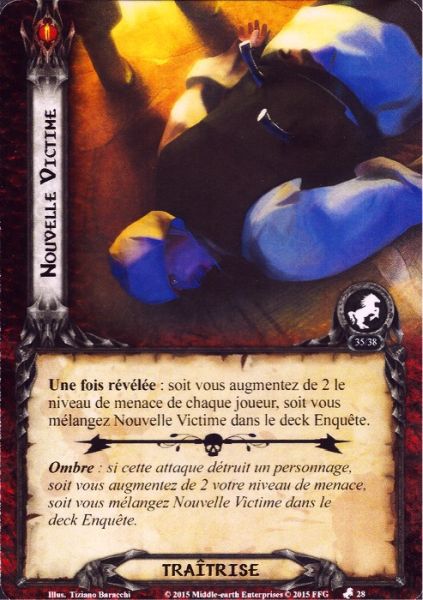 Nouvelle Victime
35/38
Une fois révélée : soit vous augmentez de 2 le
niveau de menace de chaque joueur, soit vous
mélangez Nouvelle Victime dans le deck Enquête.
Ombre : si cette attaque détruit un personnage,
soit vous augmentez de 2 votre niveau de menace,
soit vous mélangez Nouvelle Victime dans le
deck Enquête.
TRAÎTRISE
Illus. Tiziano Baracchi © 2015 Middle-earth Enterprises © 2015 FFG 28